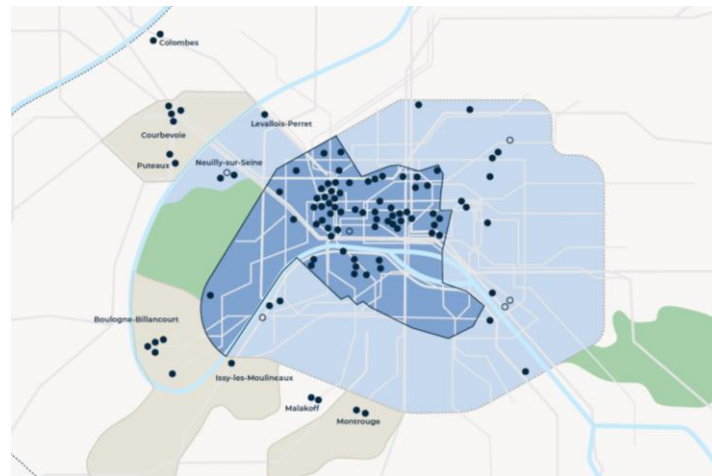 Colombes
Levallois-Perret
Courbevoie
Puteaux
Neuilly-sur-Seine
Boulogne-Billancourt
Issy-les-Moulineaux
Malakoff
Montrouge